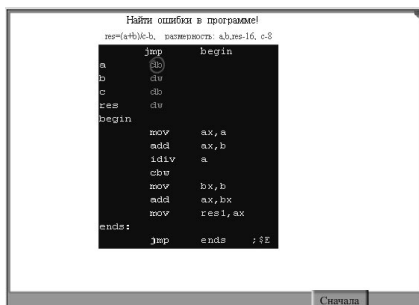 Найти ошибки в программе!
res=(a+b)/c-b, размерность: a,b,res-16, c-8
jmp begin
a db
b dw
c db
res dw
begin
mov ax,a
add ax,b
idiv a
cbw
mov bx,b
add ax,bx
mov res1,ax
ends:
jmp ends ;$E
Сначала